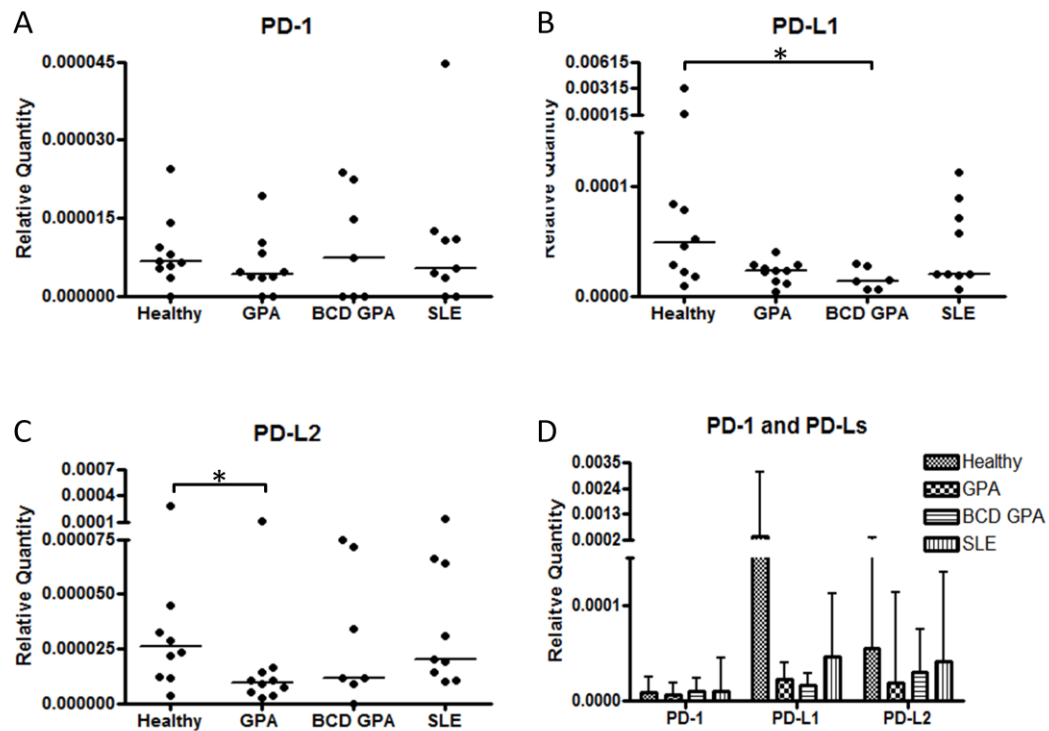 A
PD-1
Relative Quantity
0.000045
0.000030
0.000015
0.000000
Healthy GPA BCD GPA SLE
B
PD-L1
Relative Quantity
0.00615
0.00315
0.00015
0.0001
0.0000
*
Healthy GPA BCD GPA SLE
C
PD-L2
Relative Quantity
0.0007
0.0004
0.0001
0.000075
0.000050
0.000025
0.000000
*
Healthy GPA BCD GPA SLE
D
PD-1 and PD-Ls
Relaitve Quantity
0.0035
0.0024
0.0013
0.0002
0.0001
0.0000
PD-1 PD-L1 PD-L2
Healthy
GPA
BCD GPA
SLE